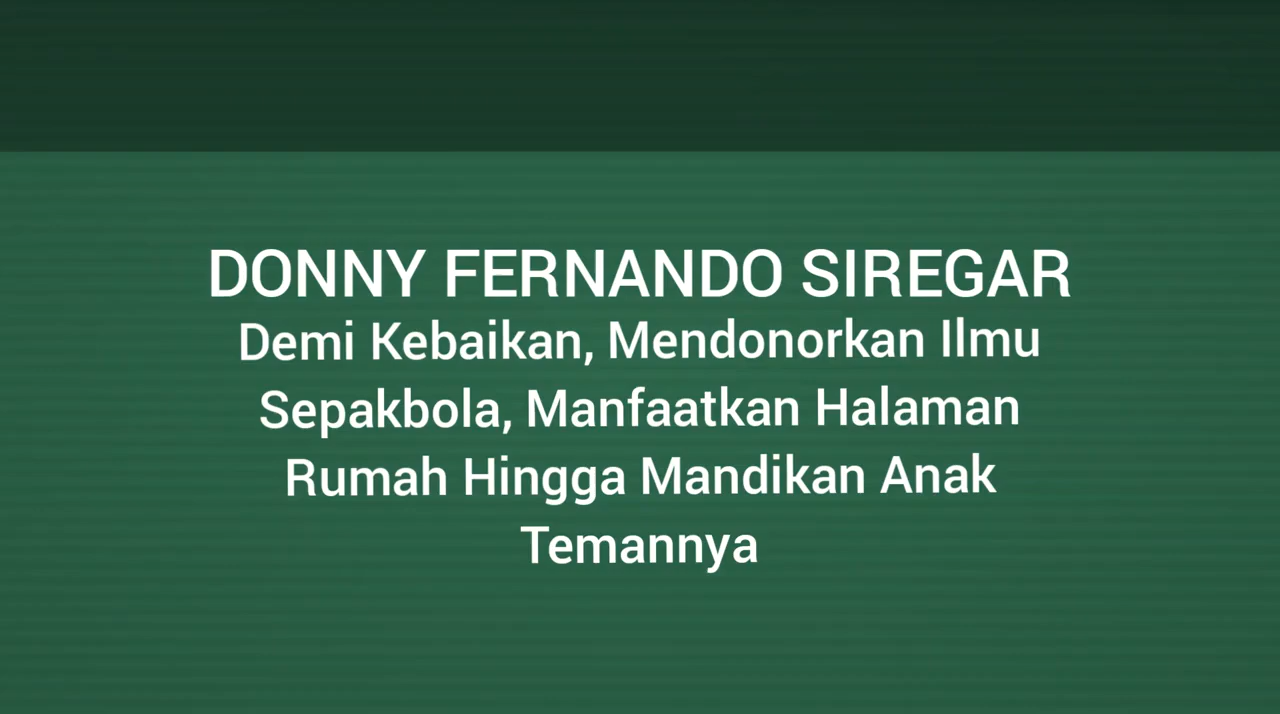 DONNY FERNANDO SIREGAR
Demi Kebaikan, Mendonorkan Ilmu
Sepakbola, Manfaatkan Halaman
Rumah Hingga Mandikan Anak
Temannya